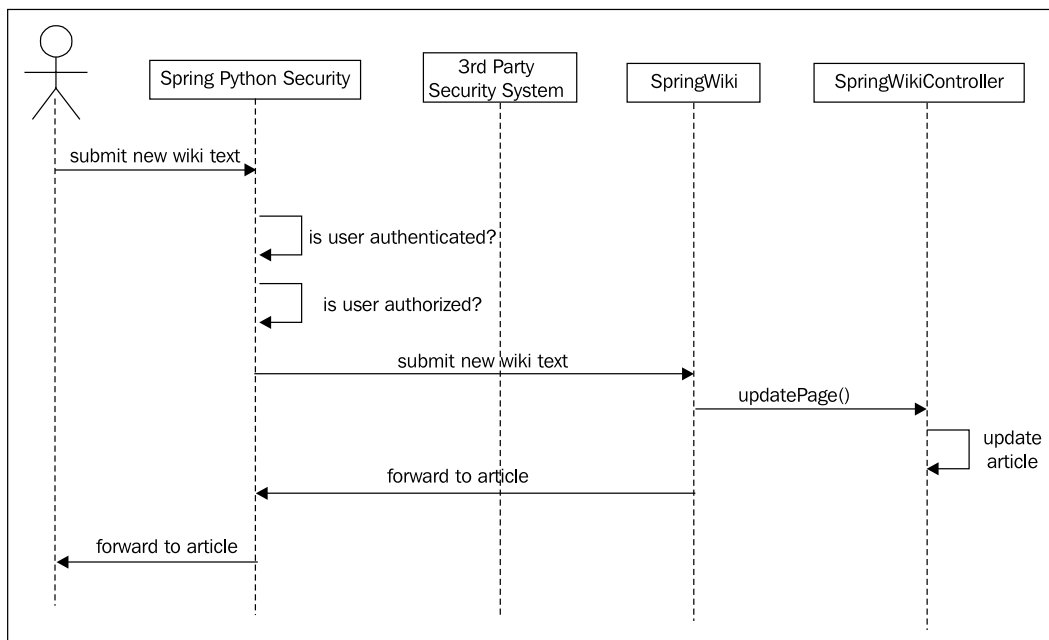 Spring Python Security
3rd Party
Security System
SpringWiki
SpringWikiController
submit new wiki text
is user authenticated?
is user authorized?
submit new wiki text
updatePage()
update
article
forward to article
forward to article